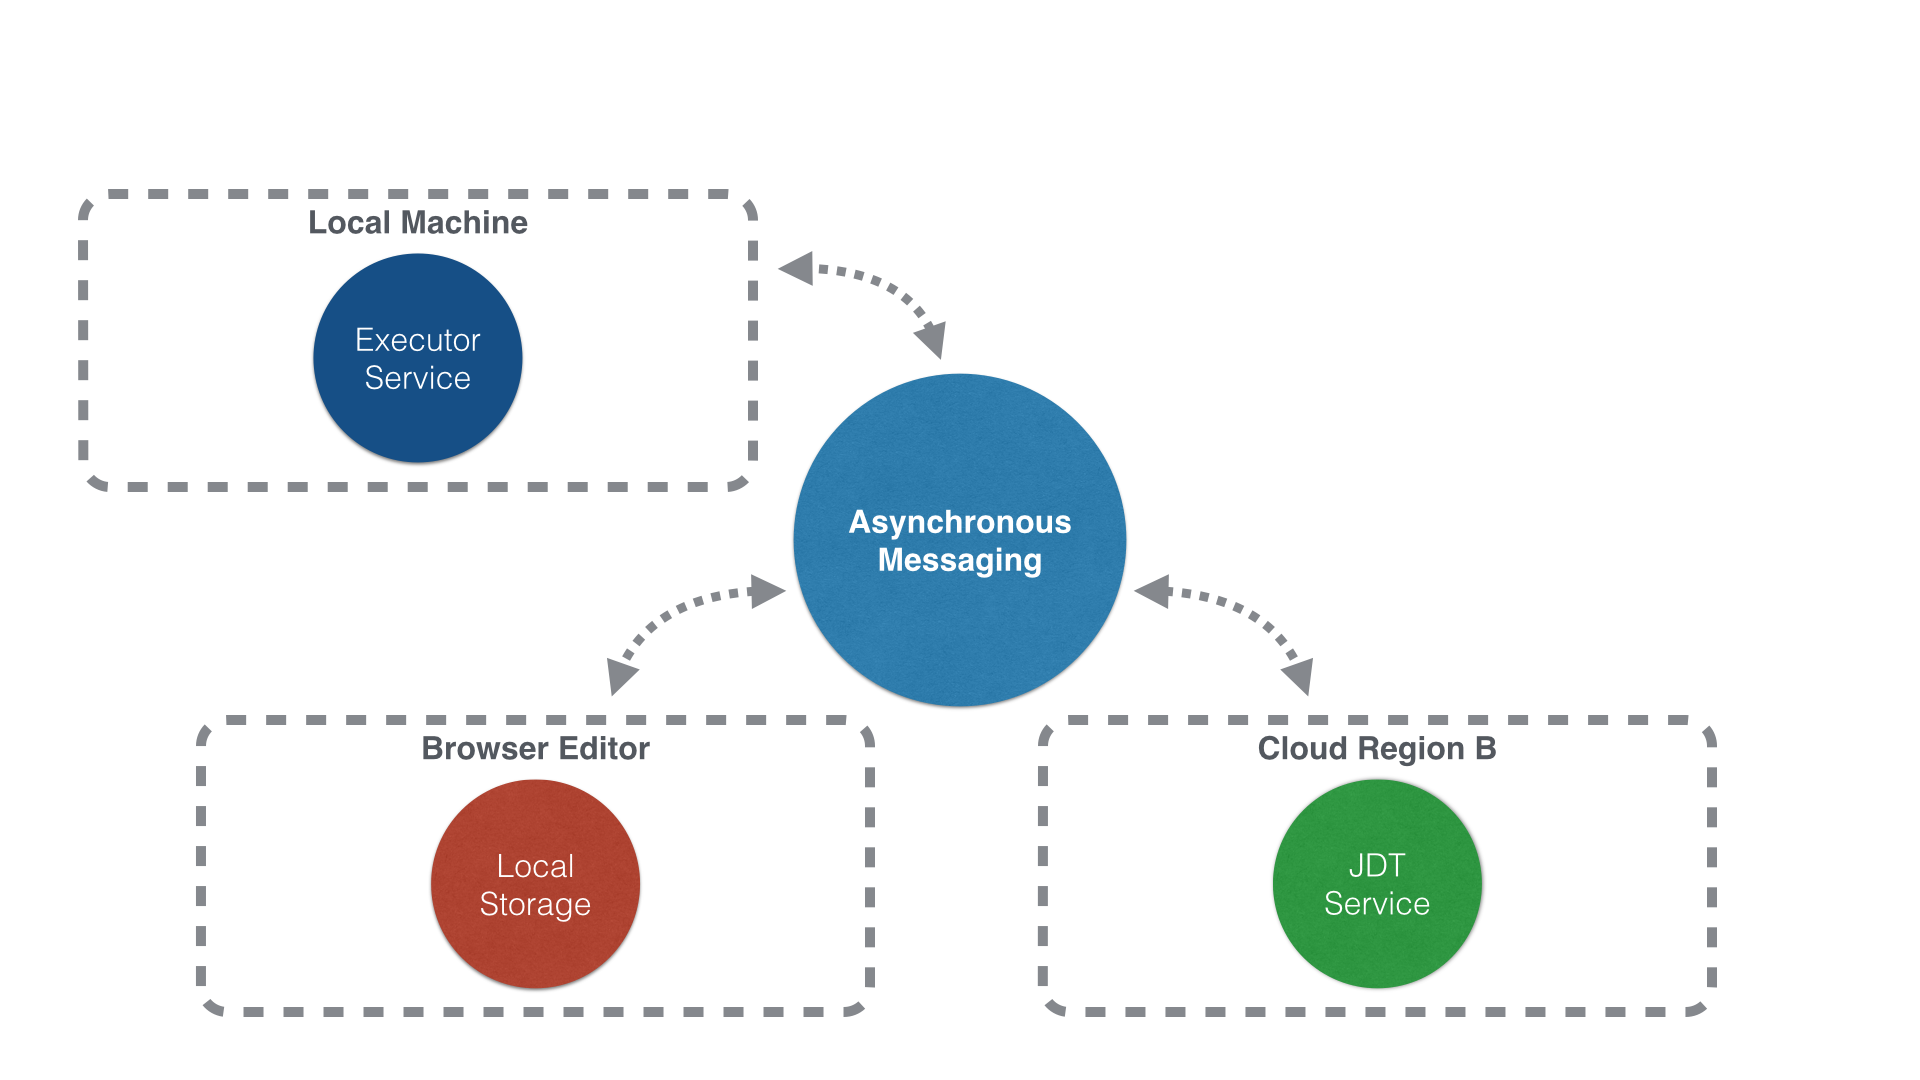 Local Machine
Executor
Service
Asynchronous
Messaging
Browser Editor
Local
Storage
Cloud Region B
JDT
Service